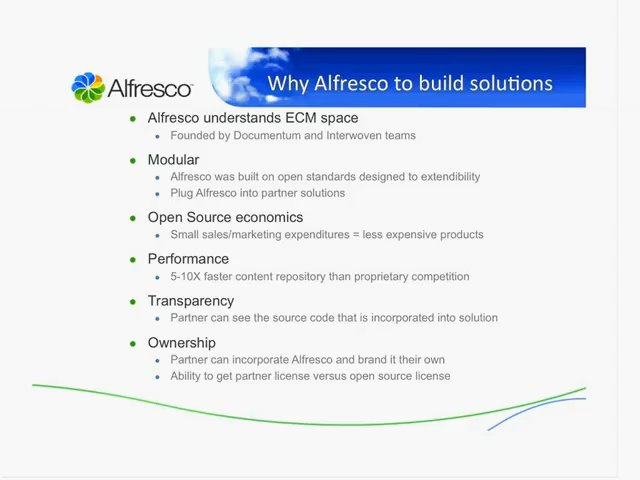 Alfresco
Why Alfresco to build solutions
Alfresco understands ECM space
Founded by Documentum and Interwoven teams
Modular
Alfresco was built on open standards designed to extendibility
Plug Alfresco into partner solutions
Open Source economics
Small sales/marketing expenditures = less expensive products
Performance
5-10X faster content repository than proprietary competition
Transparency
Partner can see the source code that is incorporated into solution
Ownership
Partner can incorporate Alfresco and brand it their own
Ability to get partner license versus open source license